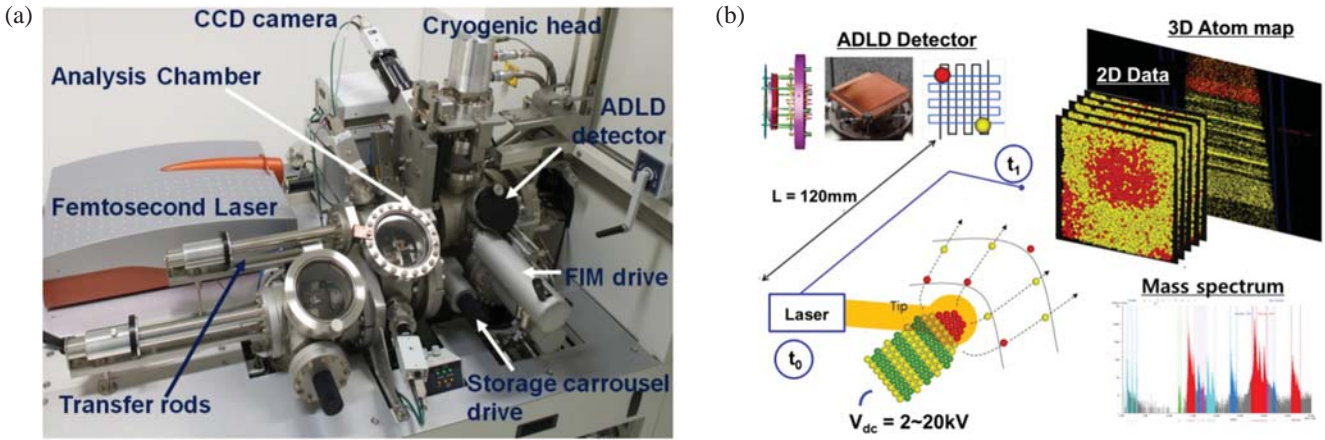 (a)
CCD camera
Cryogenic head
Analysis Chamber
ADLD
detector
Femtosecond Laser
FIM drive
Transfer rods
Storage carrousel
drive
(b)
ADLD Detector
3D Atom map
2D Data
t1
L = 120mm
Laser
Tip
t0
Mass spectrum
Vdc = 2~20kV